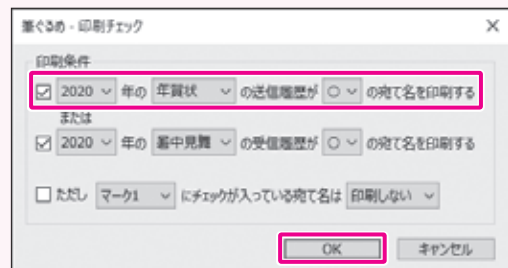 筆ぐるめ - 印刷チェック
印刷条件
2020 年の 年賀状 の送信履歴が ○ の宛て名を印刷する
または
2020 年の 暑中見舞 の受信履歴が ○ の宛て名を印刷する
ただし マーク1 にチェックが入っている宛て名は 印刷しない
OK キャンセル